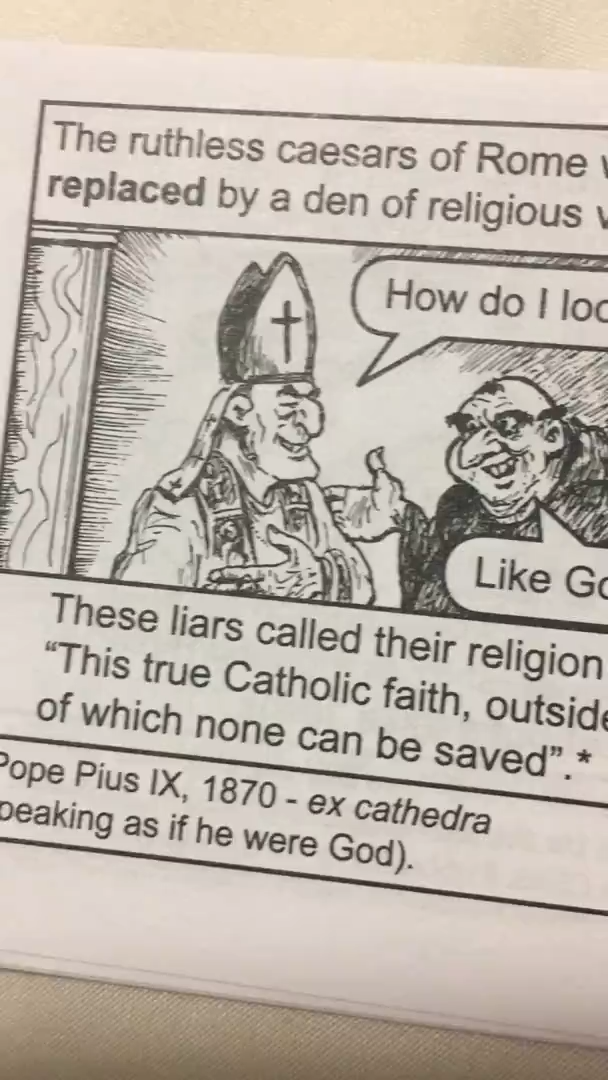 The ruthless caesars of Rome
replaced by a den of religious
How do I
Like
These liars called their religion
“This true Catholic faith, outside
of which none can be saved”.*
Pope Pius IX, 1870 - ex cathedra
as if he were God).